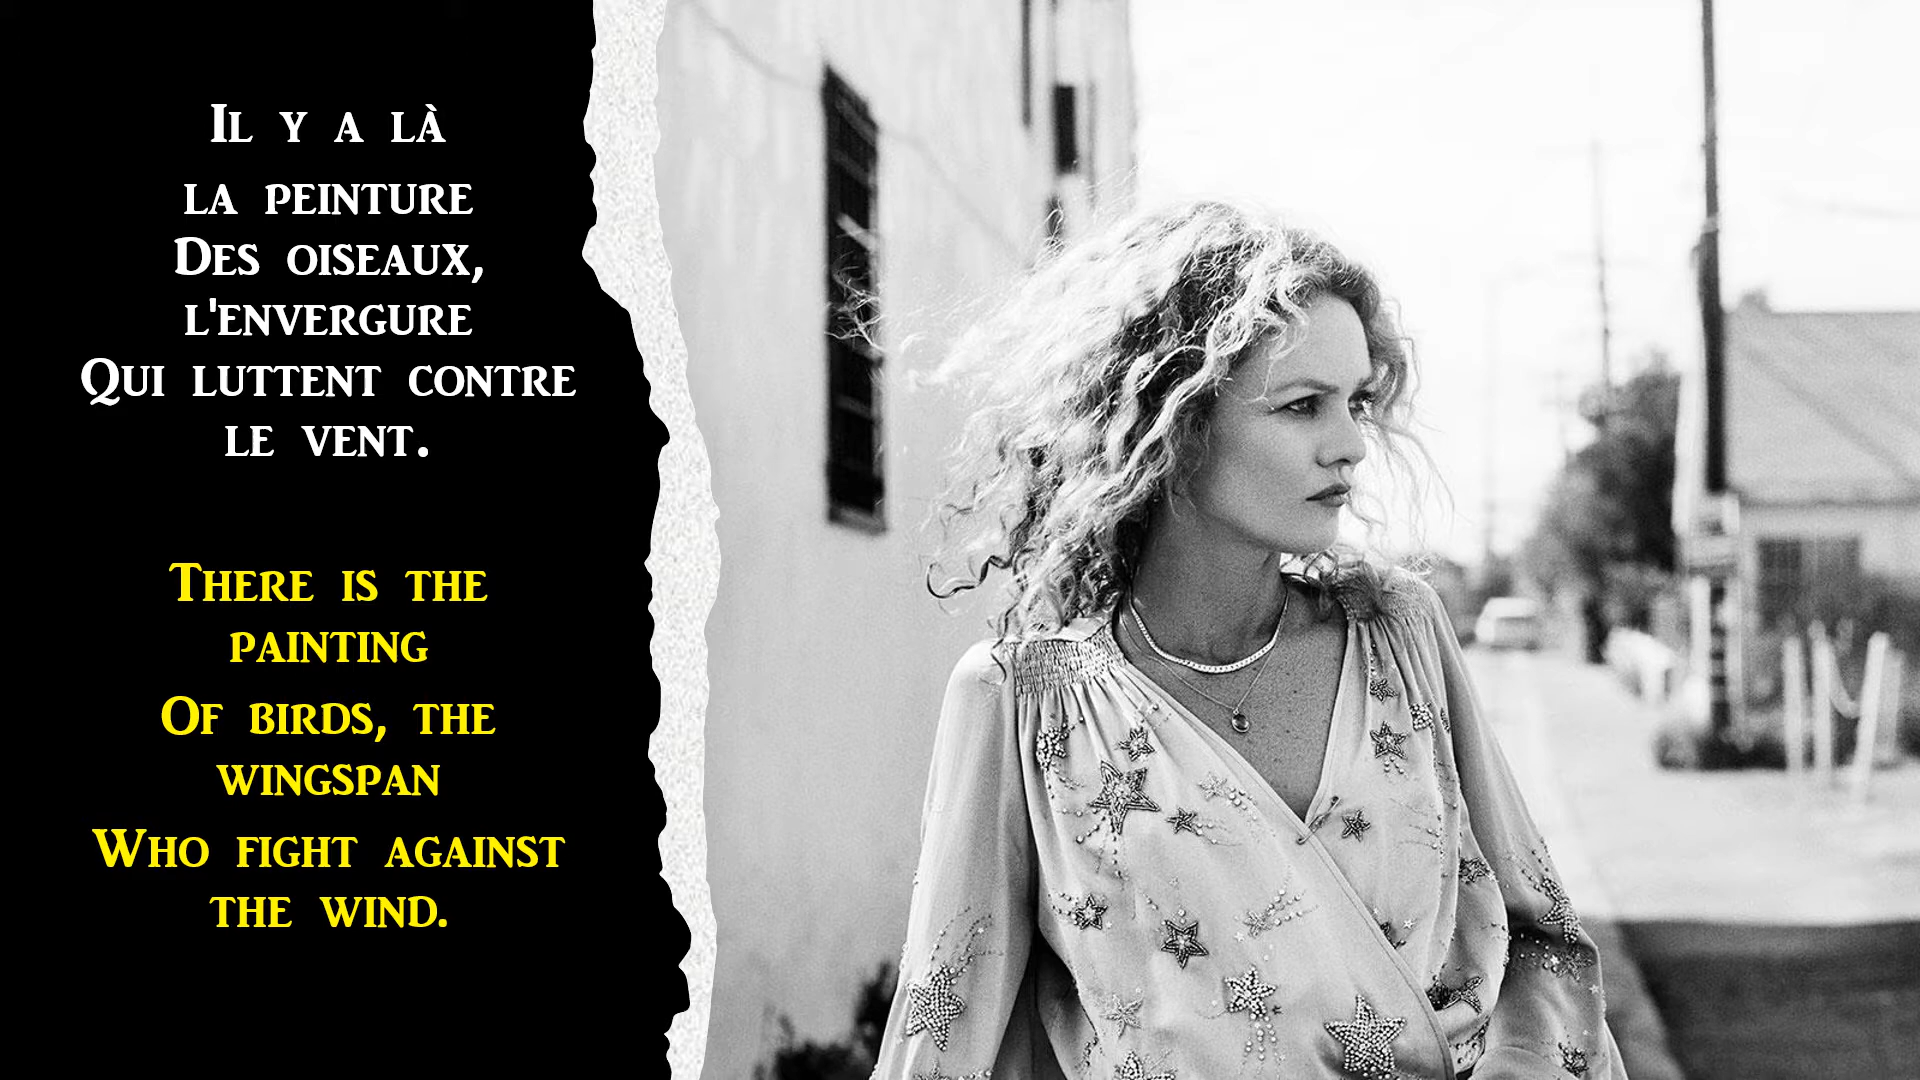 Il y a là
la peinture
Des oiseaux,
l'envergure
Qui luttent contre
le vent.
There is the
painting
Of birds, the
wingspan
Who fight against
the wind.